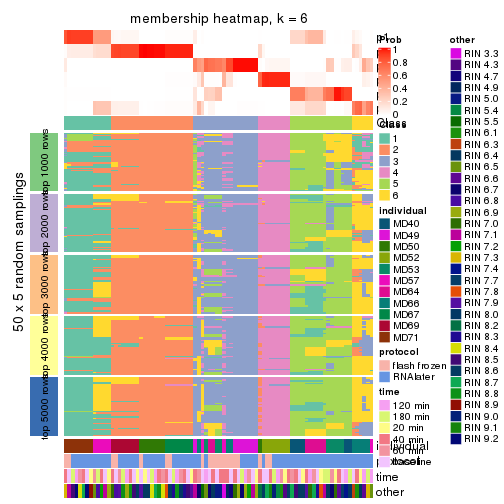 membership heatmap, k = 6
Prob
1
0.8
0.6
0.4
0.2
0
Class
1
2
3
4
5
6
Individual
MD40
MD49
MD50
MD52
MD53
MD57
MD64
MD66
MD67
MD69
MD71
protocol
flash frozen
RNAlater
time
120 min
180 min
20 min
40 min
60 min
other
RIN 3.3
RIN 4.3
RIN 4.7
RIN 4.9
RIN 5.0
RIN 5.4
RIN 5.5
RIN 6.1
RIN 6.3
RIN 6.4
RIN 6.5
RIN 6.6
RIN 6.7
RIN 6.8
RIN 6.9
RIN 7.0
RIN 7.1
RIN 7.2
RIN 7.3
RIN 7.4
RIN 7.7
RIN 7.8
RIN 7.9
RIN 8.0
RIN 8.2
RIN 8.3
RIN 8.4
RIN 8.5
RIN 8.6
RIN 8.7
RIN 8.8
RIN 8.9
RIN 9.0
RIN 9.1
RIN 9.2
50 x 5 random samplings
top 1000 rows
top 2000 rows
top 3000 rows
top 4000 rows
top 5000 rows
time
other